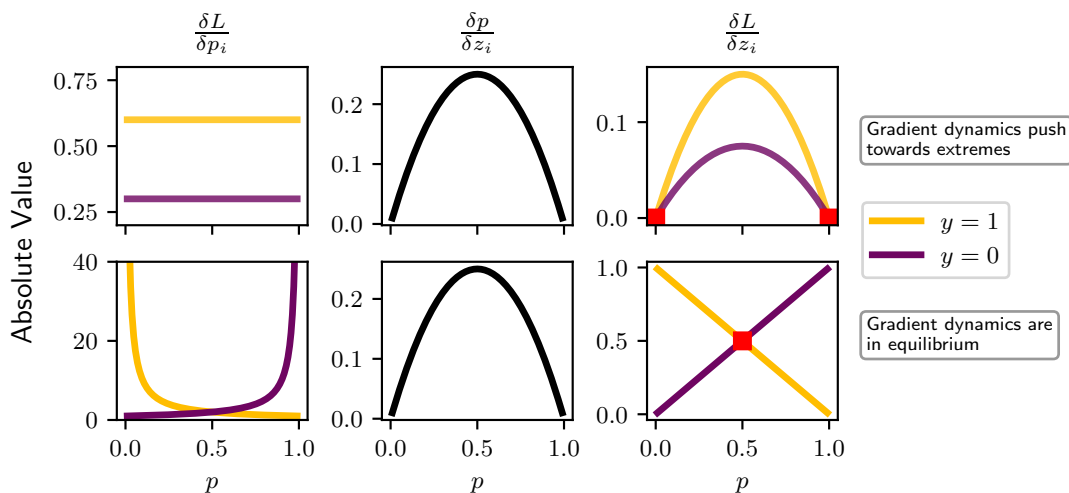 δL/δp_i
δp/δz_i
δL/δz_i
Absolute Value
0.75
0.50
0.25
0.2
0.1
0.0
0.1
0.0
Gradient dynamics push
towards extremes
y = 1
y = 0
40
20
0
0.2
0.1
0.0
1.0
0.5
0.0
Gradient dynamics are
in equilibrium
0.0 0.5 1.0
0.0 0.5 1.0
0.0 0.5 1.0
p
p
p